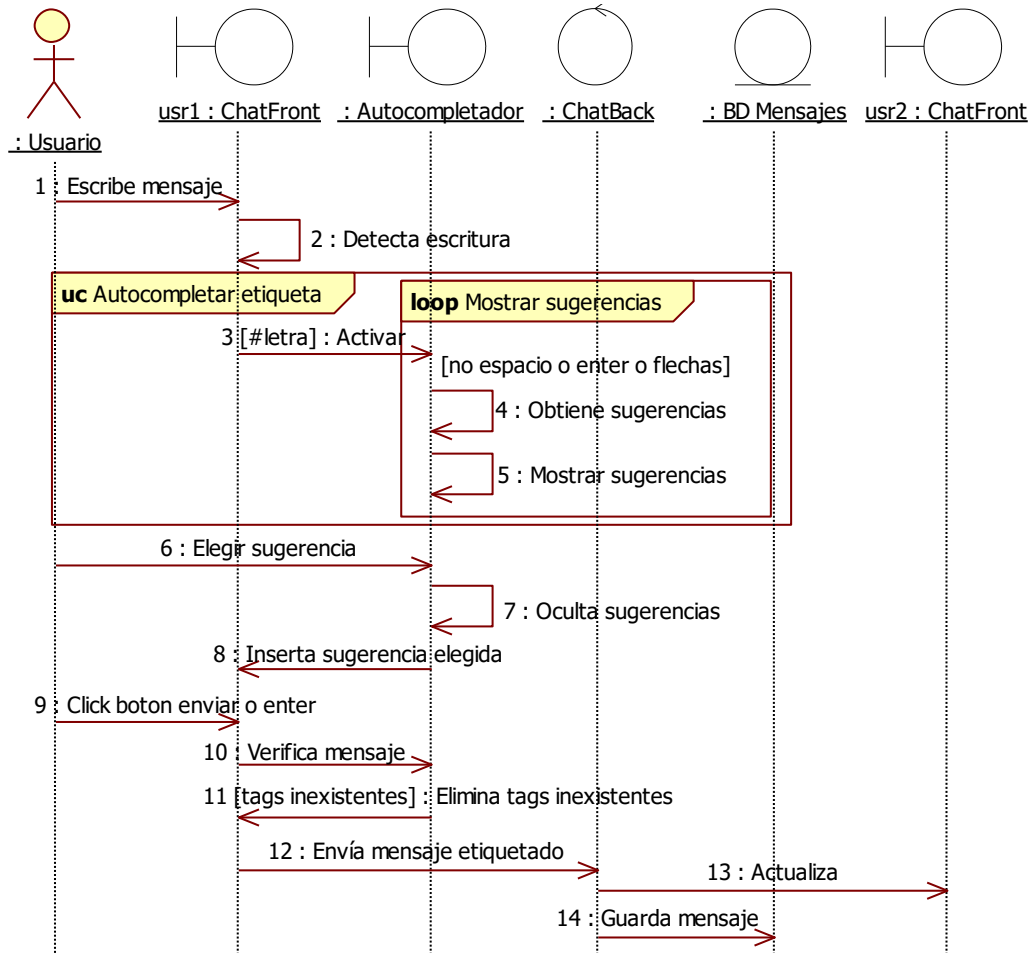 usr1 : ChatFront
: Autocompletador
: ChatBack
: BD Mensajes
usr2 : ChatFront
: Usuario
1 : Escribe mensaje
2 : Detecta escritura
uc Autocompletar etiqueta
loop Mostrar sugerencias
3 [#letra] : Activar
[no espacio o enter o flechas]
4 : Obtiene sugerencias
5 : Mostrar sugerencias
6 : Elegir sugerencia
7 : Oculta sugerencias
8 : Inserta sugerencia elegida
9 : Click boton enviar o enter
10 : Verifica mensaje
11 [tags inexistentes] : Elimina tags inexistentes
12 : Envía mensaje etiquetado
13 : Actualiza
14 : Guarda mensaje